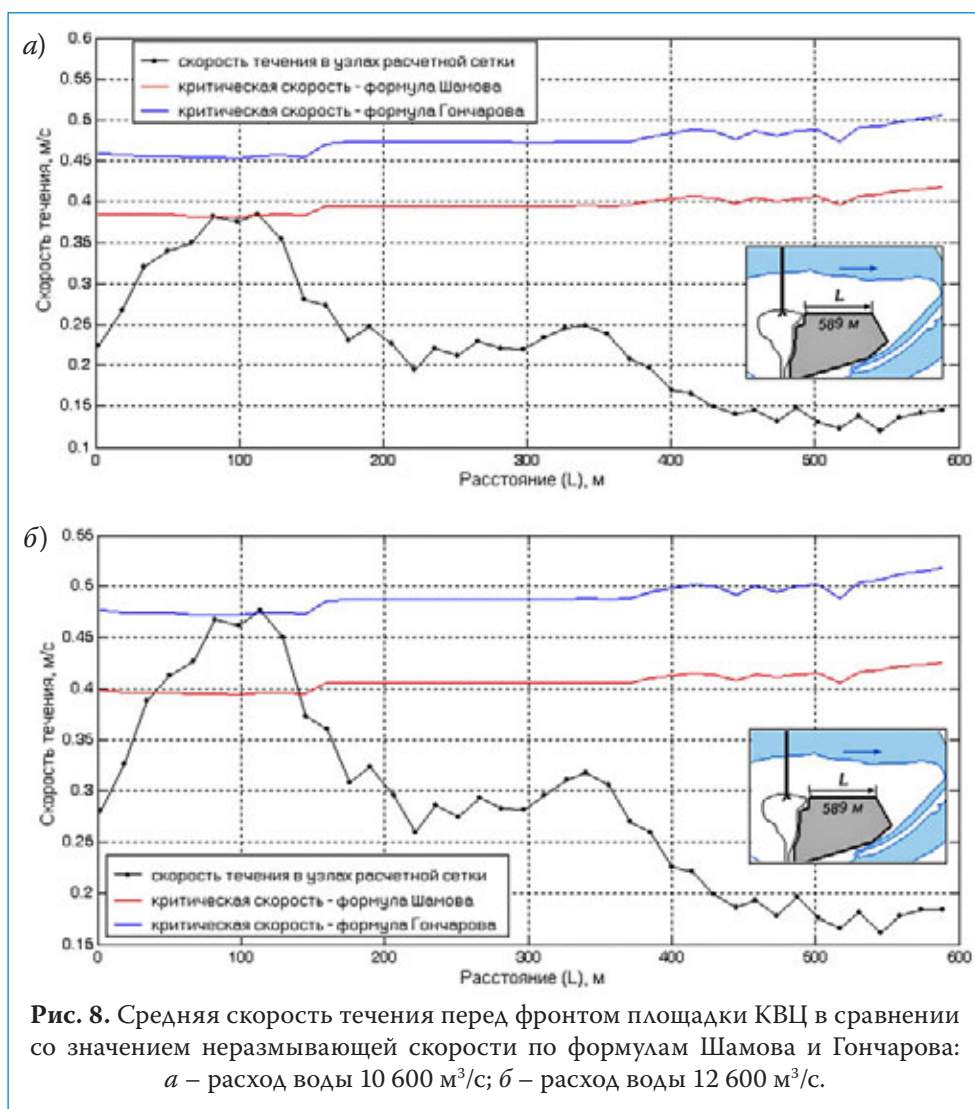 а)
0.6
0.55
0.5
0.45
0.4
0.35
0.3
0.25
0.2
0.15
0.1
Скорость течения, м/с
скорость течения в узлах расчетной сетки
критическая скорость - формула Шамова
критическая скорость - формула Гончарова
L
589 м
0 100 200 300 400 500 600
Расстояние (L), м
б)
0.55
0.5
0.45
0.4
0.35
0.3
0.25
0.2
0.15
Скорость течения, м/с
L
589 м
скорость течения в узлах расчетной сетки
критическая скорость - формула Шамова
критическая скорость - формула Гончарова
0 100 200 300 400 500 600
Расстояние (L), м
Рис. 8. Средняя скорость течения перед фронтом площадки КВЦ в сравнении
со значением неразмывающей скорости по формулам Шамова и Гончарова:
а – расход воды 10 600 м³/с; б – расход воды 12 600 м³/с.